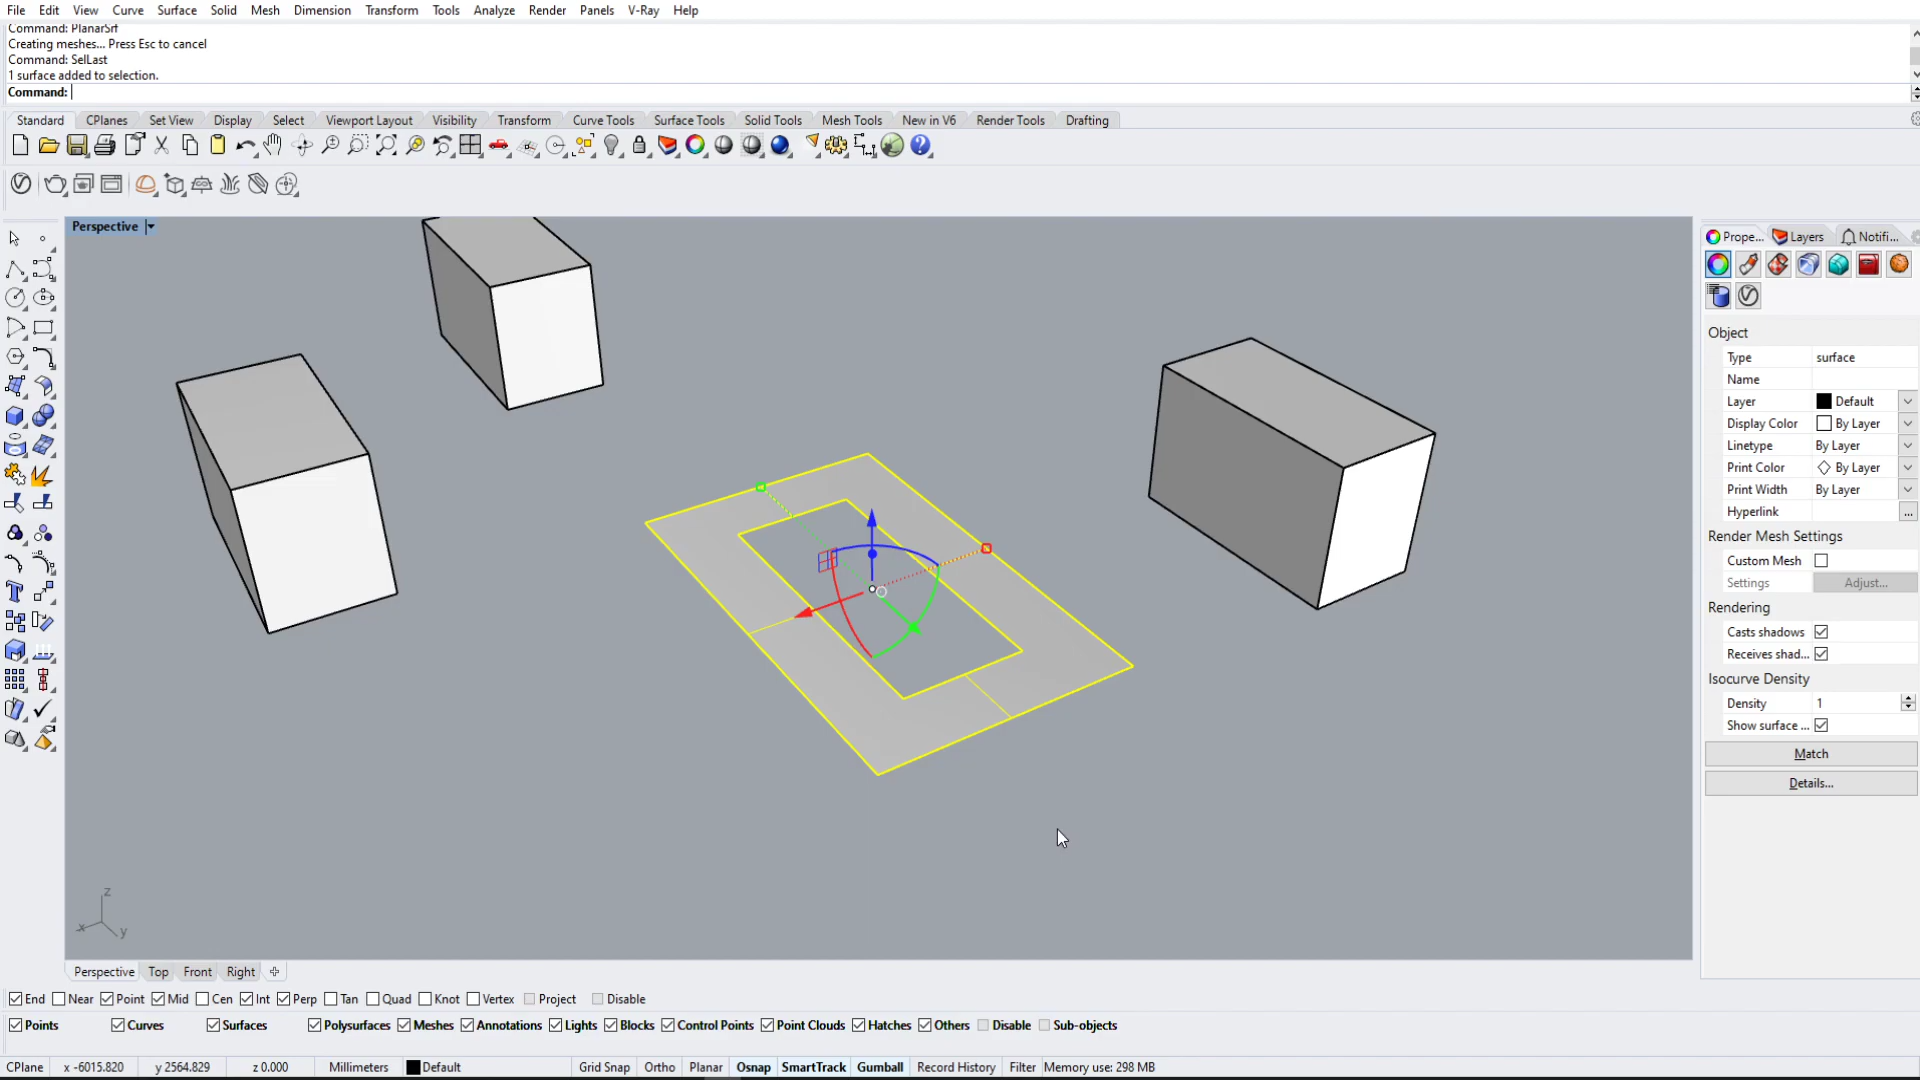 File Edit View Curve Surface Solid Mesh Dimension Transform Tools Analyze Render Panels V-Ray Help
Command: PlanarSrf
Creating meshes... Press Esc to cancel
Command: SelLast
1 surface added to selection.
Command:
Standard CPlanes Set View Display Select Viewport Layout Visibility Transform Curve Tools Surface Tools Solid Tools Mesh Tools New in V6 Render Tools Drafting
Perspective
Prope... Layers Notifi...
Object
Type surface
Name
Layer Default
Display Color By Layer
Linetype By Layer
Print Color By Layer
Print Width By Layer
Hyperlink ...
Render Mesh Settings
Custom Mesh
Settings Adjust...
Rendering
Casts shadows
Receives shad...
Isocurve Density
Density 1
Show surface ...
Match
Details...
z
x y
Perspective Top Front Right
End Near Point Mid Cen Int Perp Tan Quad Knot Vertex Project Disable
Points Curves Surfaces Polysurfaces Meshes Annotations Lights Blocks Control Points Point Clouds Hatches Others Disable Sub-objects
CPlane x -6015.820 y 2564.829 z 0.000 Millimeters Default Grid Snap Ortho Planar Osnap SmartTrack Gumball Record History Filter Memory use: 298 MB